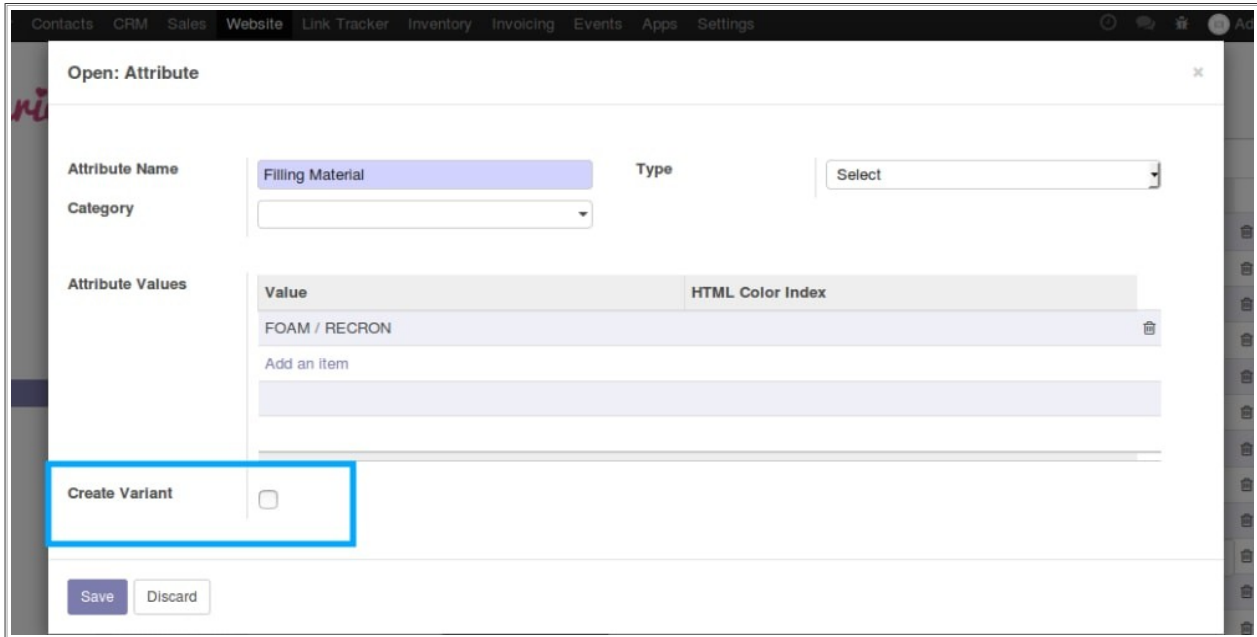 Contacts CRM Sales Website Link Tracker Inventory Invoicing Events Apps Settings Ad
Open: Attribute ×
Attribute Name Filling Material Type Select
Category
Attribute Values Value HTML Color Index
FOAM / RECRON
Add an item
Create Variant
Save Discard